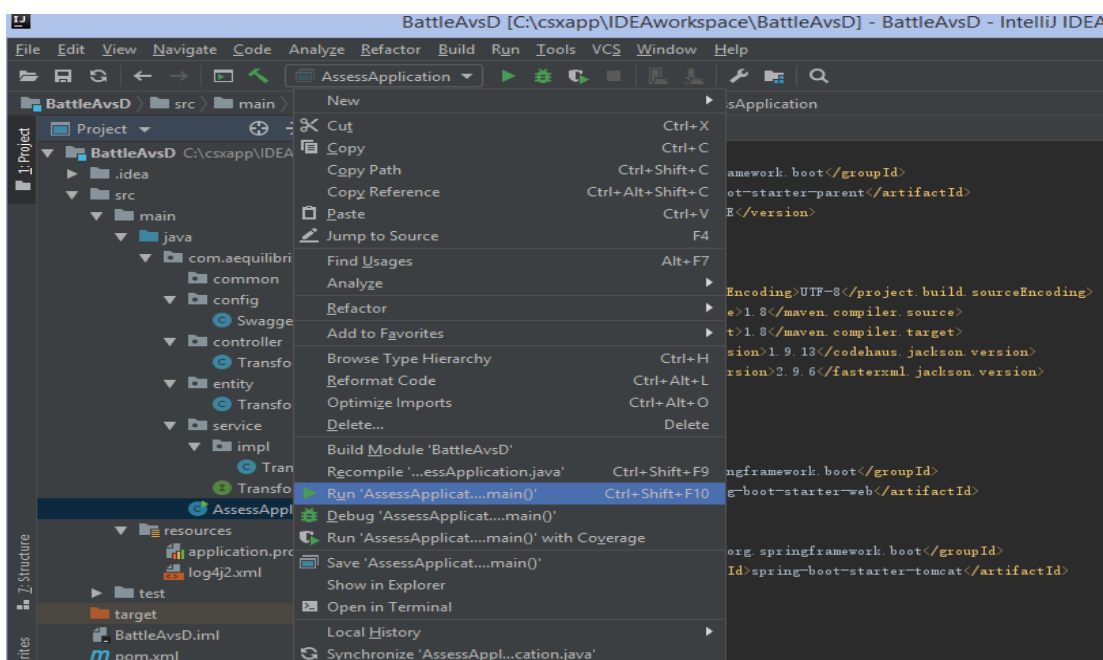 BattleAvsD [C:\csxapp\IDEAworkspace\BattleAvsD] - BattleAvsD - IntelliJ IDEA
File Edit View Navigate Code Analyze Refactor Build Run Tools VCS Window Help
AssessApplication
BattleAvsD src main sApplication
1: Project
Project
BattleAvsD C:\csxapp\IDEA
.idea
src
main
java
com.aequilibri
common
config
Swagge
controller
Transfo
entity
Transfo
service
impl
Tran
Transfo
AssessAppl
resources
application.pro
log4j2.xml
test
target
BattleAvsD.iml
pom.xml
Z: Structure
rites
New
Cut Ctrl+X
Copy Ctrl+C
Copy Path Ctrl+Shift+C
Copy Reference Ctrl+Alt+Shift+C
Paste Ctrl+V
Jump to Source F4
Find Usages Alt+F7
Analyze
Refactor
Add to Favorites
Browse Type Hierarchy Ctrl+H
Reformat Code Ctrl+Alt+L
Optimize Imports Ctrl+Alt+O
Delete... Delete
Build Module 'BattleAvsD'
Recompile '...essApplication.java' Ctrl+Shift+F9
Run 'AssessApplicat....main()' Ctrl+Shift+F10
Debug 'AssessApplicat....main()'
Run 'AssessApplicat....main()' with Coverage
Save 'AssessApplicat....main()'
Show in Explorer
Open in Terminal
Local History
Synchronize 'AssessAppl...cation.java'
amework.boot</groupId>
ot-starter-parent</artifactId>
E</version>
Encoding>UTF-8</project.build.sourceEncoding>
e>1.8</maven.compiler.source>
t>1.8</maven.compiler.target>
sion>1.9.13</codehaus.jackson.version>
rsion>2.9.6</fasterxml.jackson.version>
ngframework.boot</groupId>
g-boot-starter-web</artifactId>
org.springframework.boot</groupId>
Id>spring-boot-starter-tomcat</artifactId>